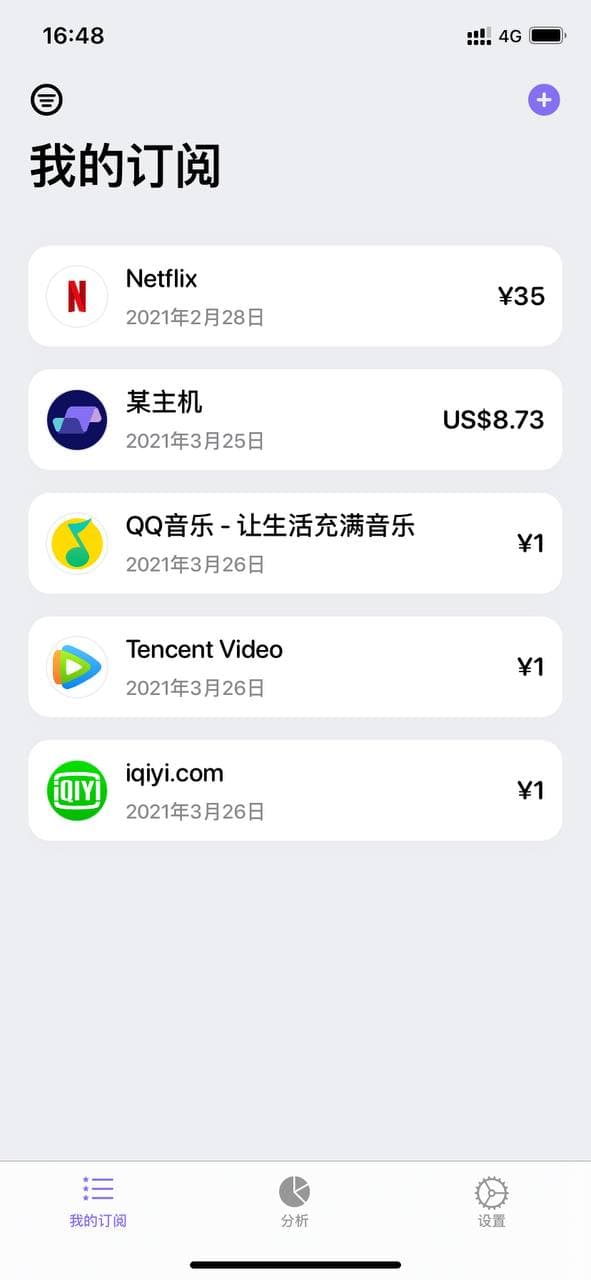 16:48
4G
我的订阅
Netflix
2021年2月28日
¥35
某主机
2021年3月25日
US$8.73
QQ音乐 - 让生活充满音乐
2021年3月26日
¥1
Tencent Video
2021年3月26日
¥1
iQIYI
iqiyi.com
2021年3月26日
¥1
我的订阅
分析
设置